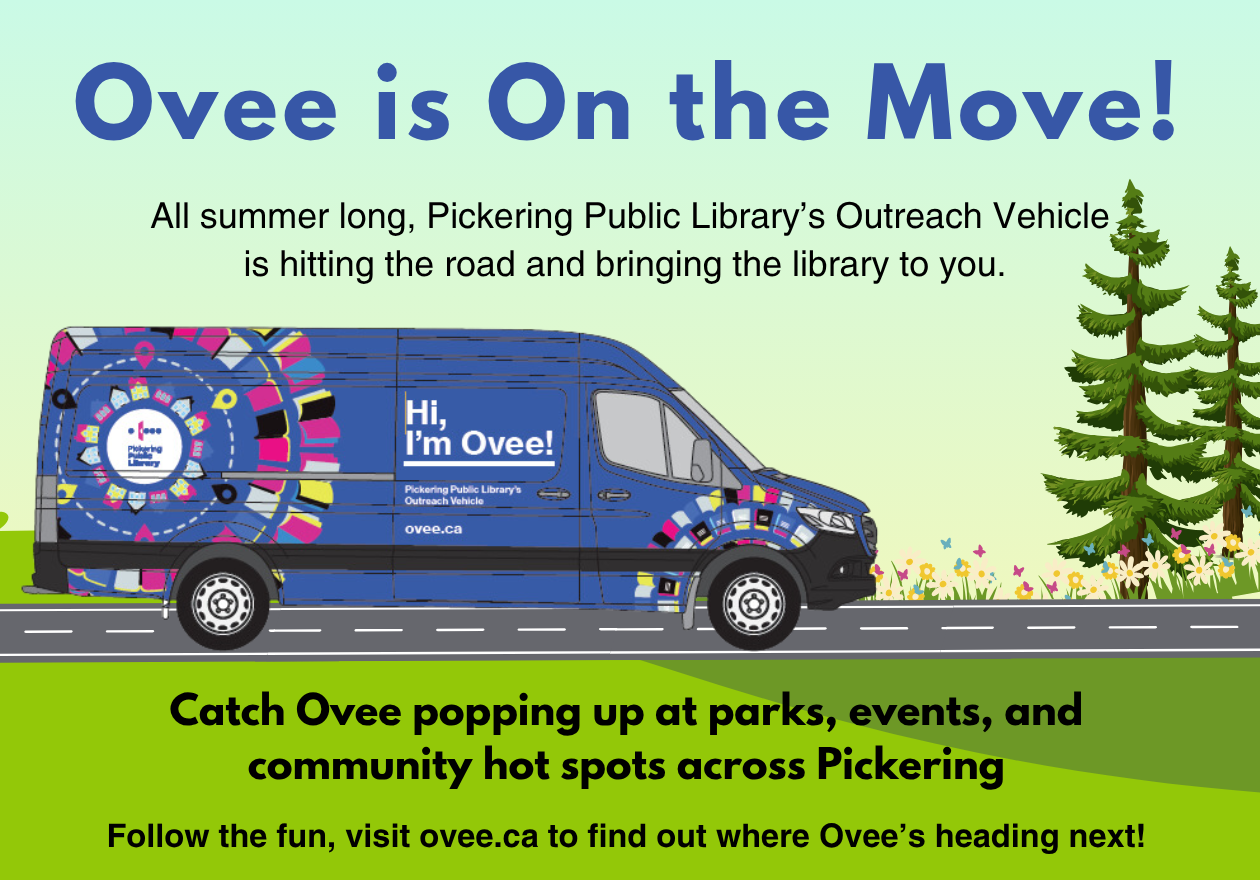 Ovee is On the Move!
All summer long, Pickering Public Library’s Outreach Vehicle
is hitting the road and bringing the library to you.
Pickering
Public
Library
Hi,
I’m Ovee!
Pickering Public Library’s
Outreach Vehicle
ovee.ca
Catch Ovee popping up at parks, events, and
community hot spots across Pickering
Follow the fun, visit ovee.ca to find out where Ovee’s heading next!